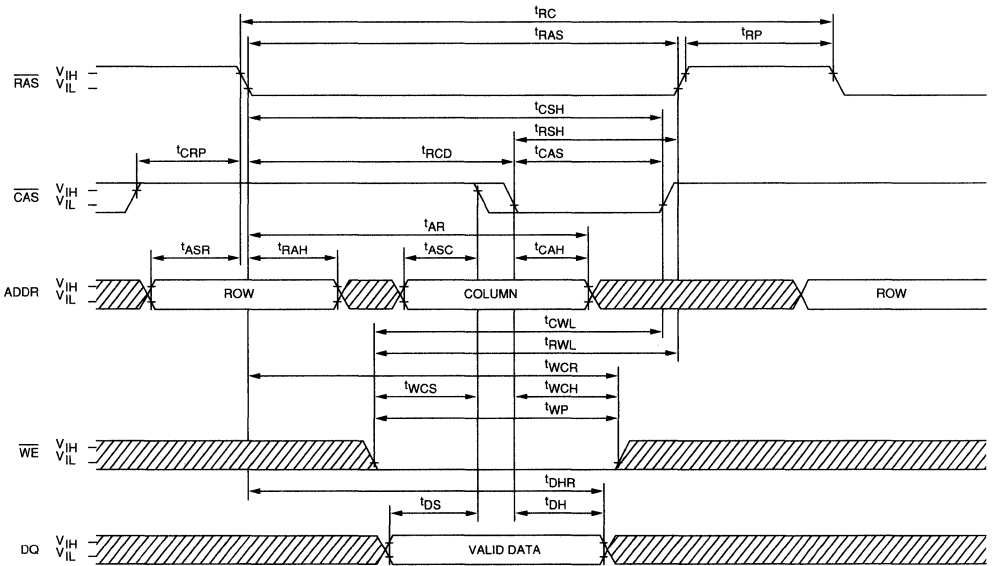 tRC
tRAS
tRP
RAS VIH VIL
tCSH
tRSH
tCRP
tRCD
tCAS
CAS VIH VIL
tAR
tASR
tRAH
tASC
tCAH
ADDR VIH VIL
ROW
COLUMN
ROW
tCWL
tRWL
tWCR
tWCS
tWCH
tWP
WE VIH VIL
tDHR
tDS
tDH
DQ VIH VIL
VALID DATA